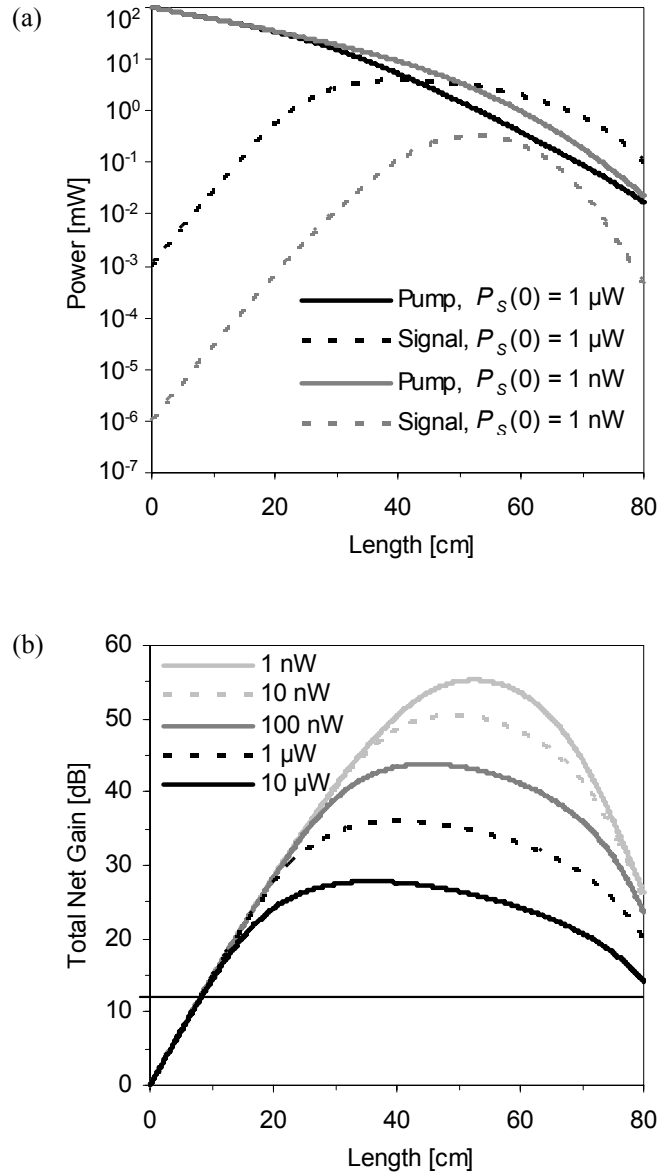 (a)
10²
10¹
10⁰
10⁻¹
10⁻²
10⁻³
10⁻⁴
10⁻⁵
10⁻⁶
10⁻⁷
Power [mW]
Pump, P_S(0) = 1 µW
Signal, P_S(0) = 1 µW
Pump, P_S(0) = 1 nW
Signal, P_S(0) = 1 nW
0 20 40 60 80
Length [cm]
(b)
60
50
40
30
20
10
0
Total Net Gain [dB]
1 nW
10 nW
100 nW
1 µW
10 µW
0 20 40 60 80
Length [cm]